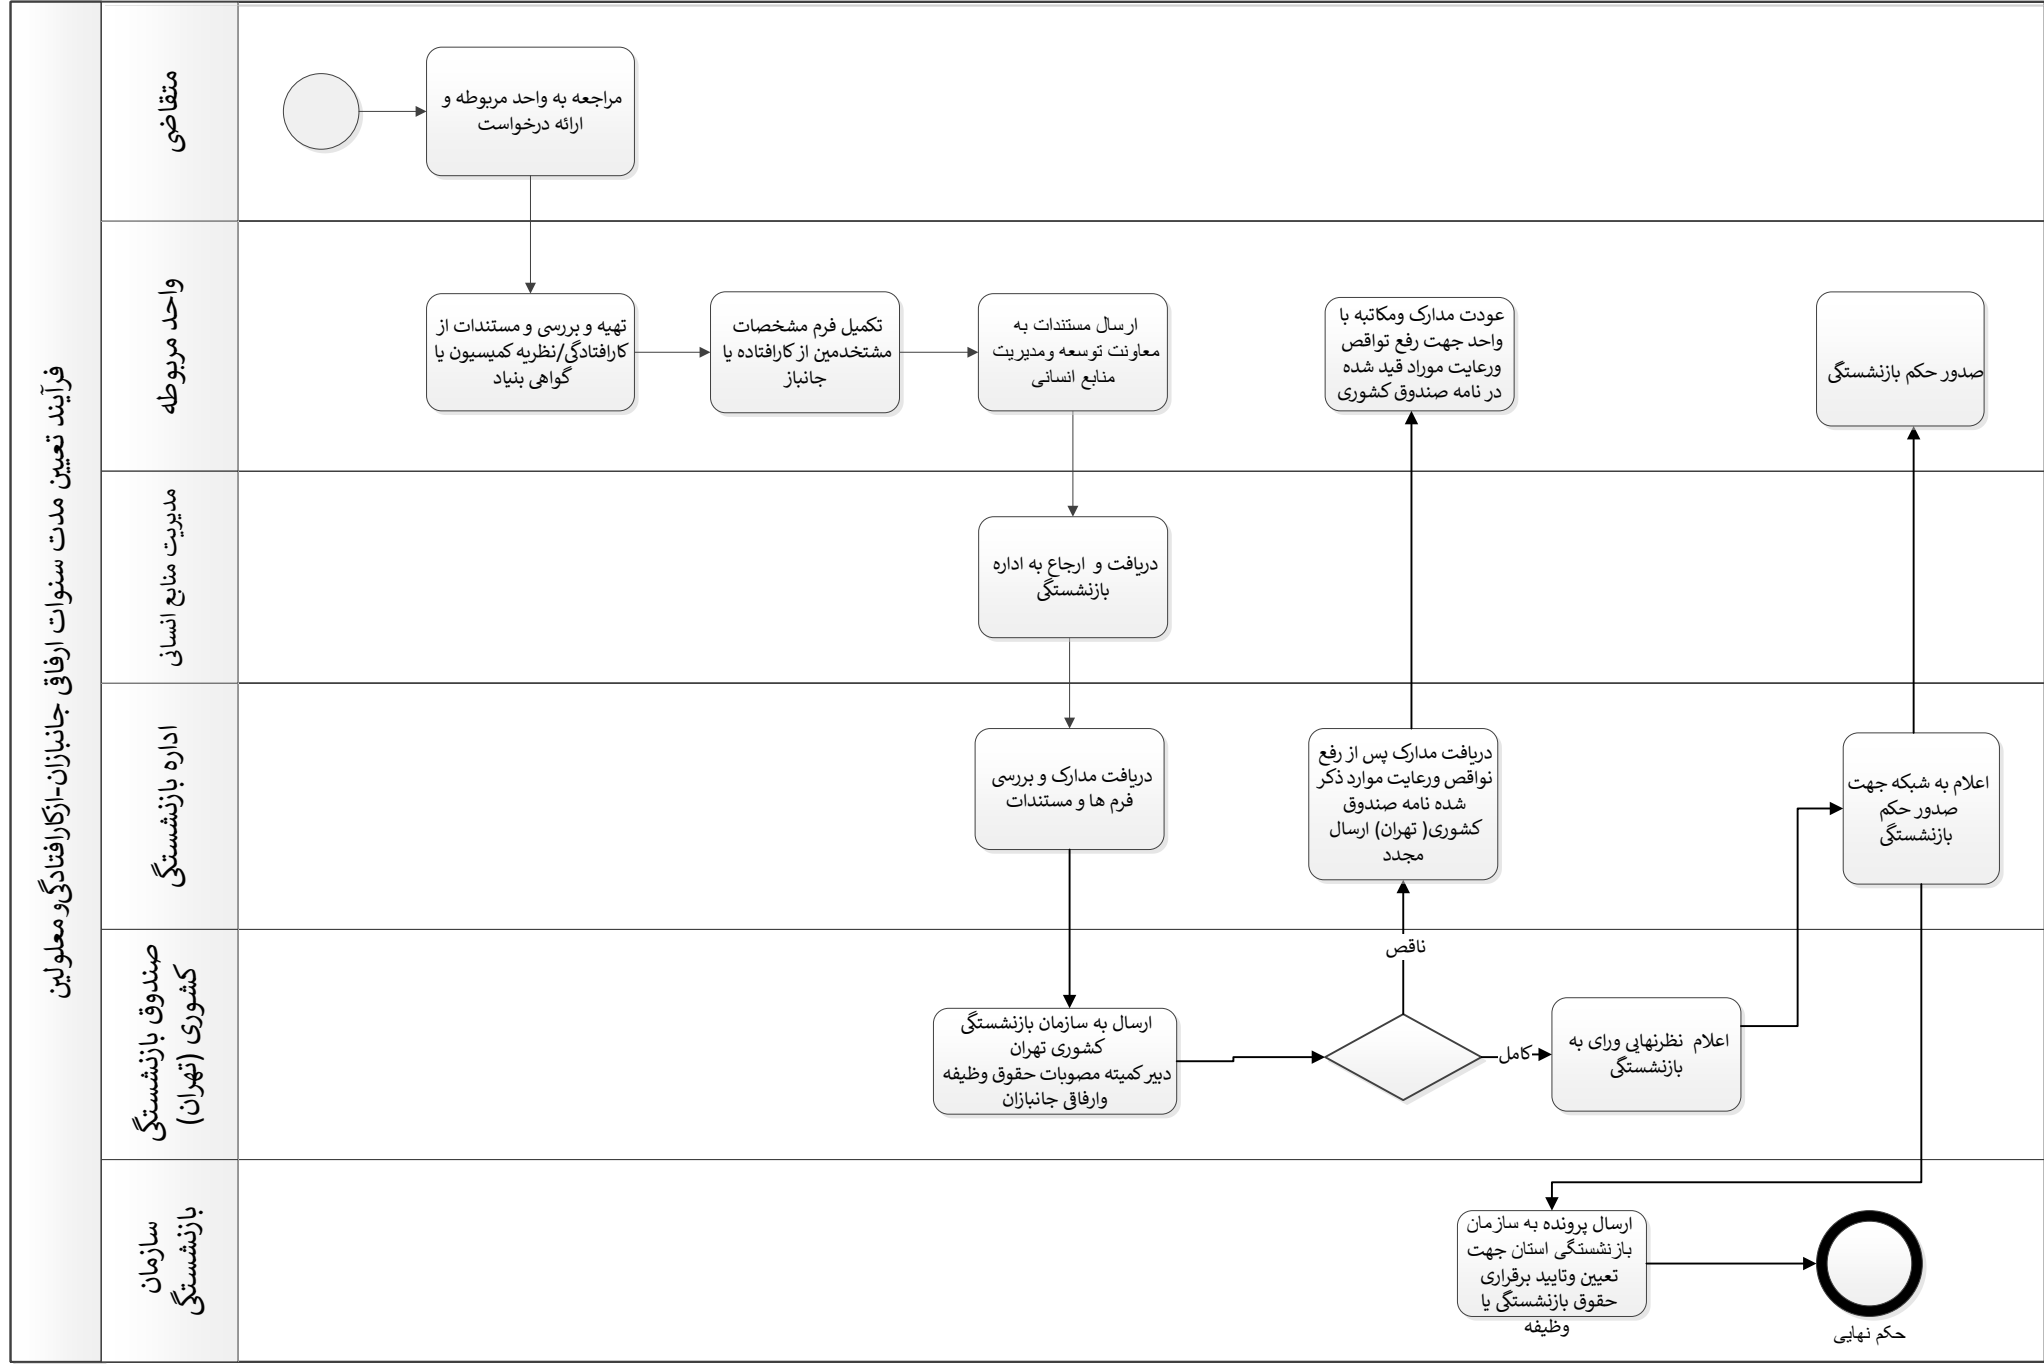 فرآیند تعیین مدت سنوات ارفاقی جانبازان-ازکارافتادگی و معلولین
متقاضی
مراجعه به واحد مربوطه و
ارائه درخواست
واحد مربوطه
تهیه و بررسی و مستندات از
کارافتادگی/نظریه کمیسیون یا
گواهی بنیاد
تکمیل فرم مشخصات
مشتخدمین از کارافتاده یا
جانباز
ارسال مستندات به
معاونت توسعه ومدیریت
منابع انسانی
عودت مدارک ومکاتبه با
واحد جهت رفع تواقص
ورعایت موراد قید شده
در نامه صندوق کشوری
صدور حکم بازنشستگی
مدیریت منابع انسانی
دریافت و ارجاع به اداره
بازنشستگی
اداره بازنشستگی
دریافت مدارک و بررسی
فرم ها و مستندات
دریافت مدارک پس از رفع
نواقص ورعایت موارد ذکر
شده نامه صندوق
کشوری( تهران) ارسال
مجدد
اعلام به شبکه جهت
صدور حکم
بازنشستگی
صندوق بازنشستگی
کشوری (تهران)
ناقص
ارسال به سازمان بازنشستگی
کشوری تهران
دبیر کمیته مصوبات حقوق وظیفه
وارفاقی جانبازان
کامل
اعلام نظرنهایی ورای به
بازنشستگی
سازمان
بازنشستگی
ارسال پرونده به سازمان
بازنشستگی استان جهت
تعیین وتایید برقراری
حقوق بازنشستگی یا
وظیفه
حکم نهایی